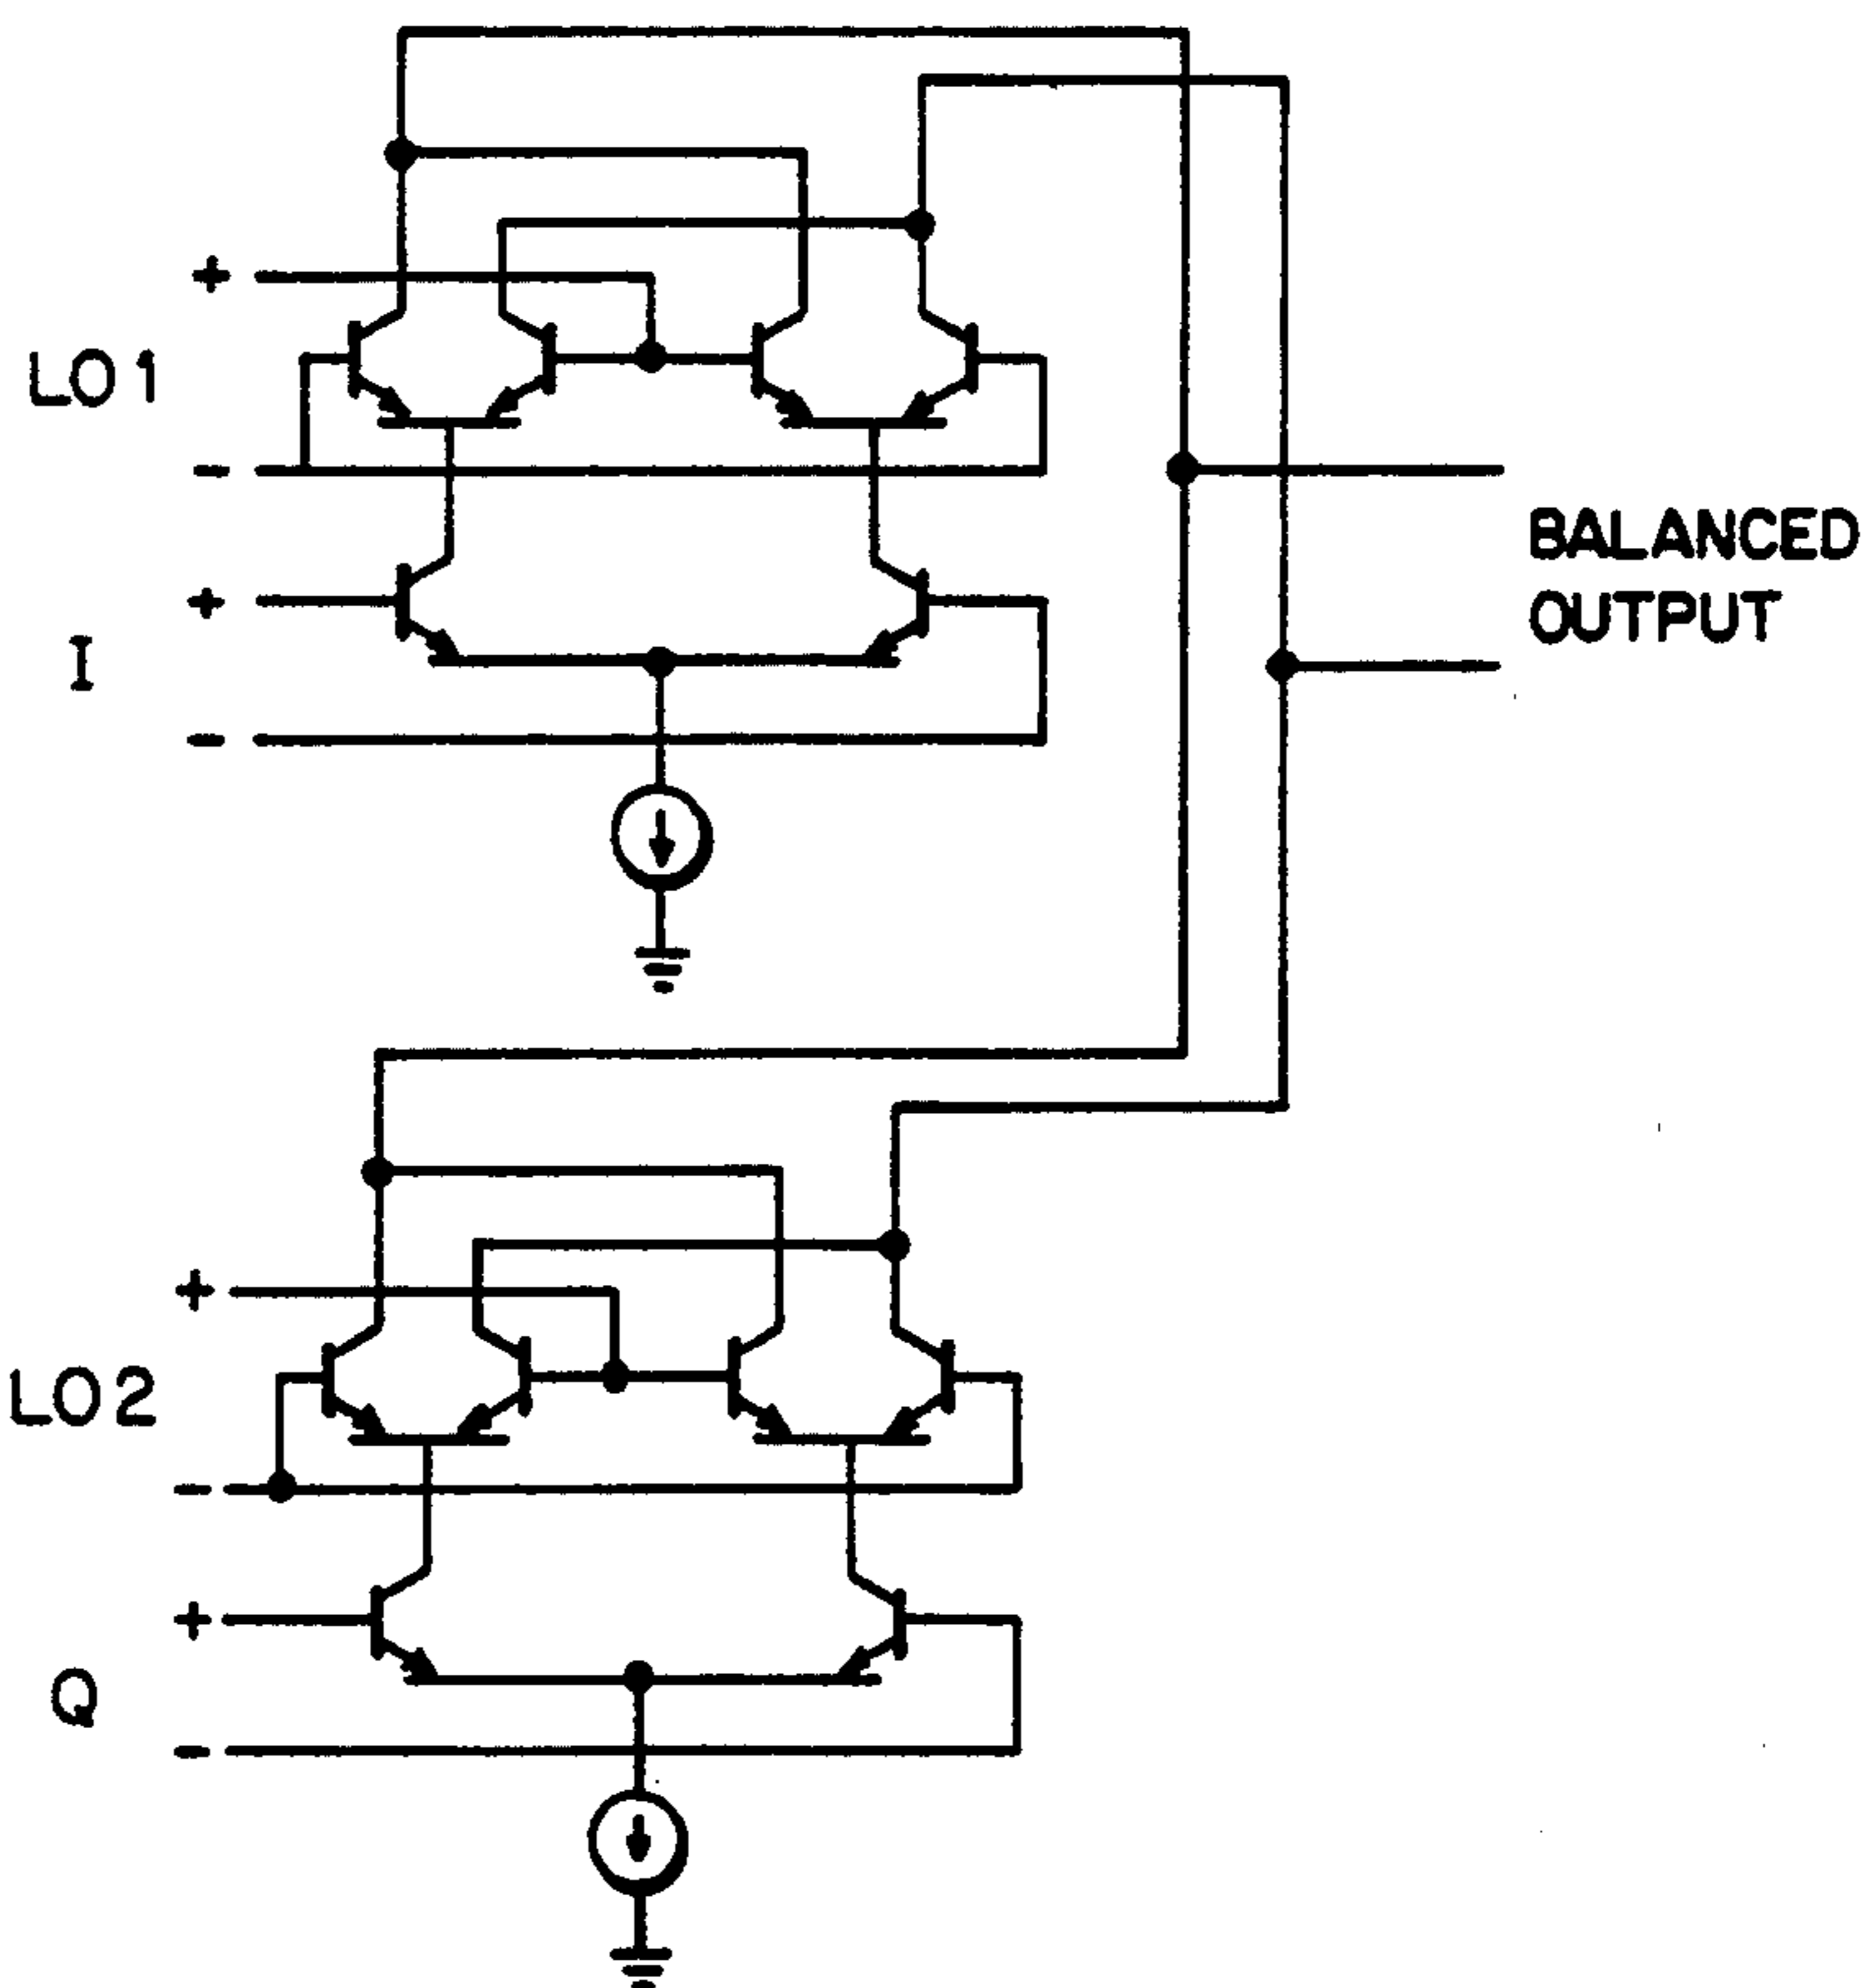 +
LO1
-
+
I
-
BALANCED
OUTPUT
+
LO2
-
+
Q
-